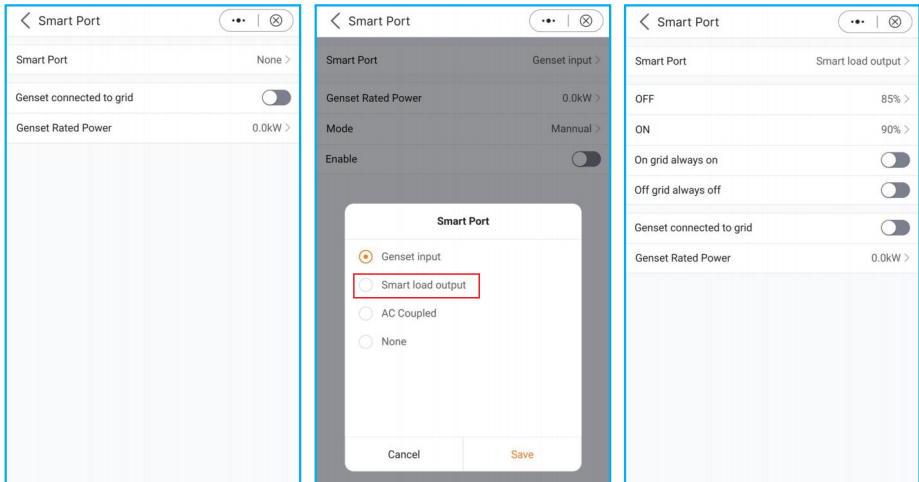 Smart Port
Smart Port None >
Genset connected to grid
Genset Rated Power 0.0kW >
Smart Port
Smart Port Genset input >
Genset Rated Power 0.0kW >
Mode Mannual >
Enable
Smart Port
Genset input
Smart load output
AC Coupled
None
Cancel Save
Smart Port
Smart Port Smart load output >
OFF 85% >
ON 90% >
On grid always on
Off grid always off
Genset connected to grid
Genset Rated Power 0.0kW >